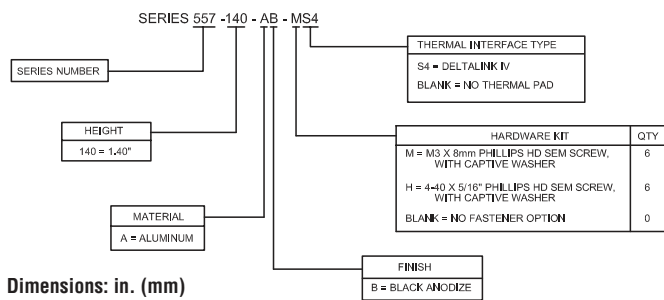 SERIES 557 -140 - AB - MS4
THERMAL INTERFACE TYPE
S4 = DELTALINK IV
BLANK = NO THERMAL PAD
SERIES NUMBER
HEIGHT
140 = 1.40"
HARDWARE KIT QTY
M = M3 X 8mm PHILLIPS HD SEM SCREW, 6
WITH CAPTIVE WASHER
H = 4-40 X 5/16" PHILLIPS HD SEM SCREW, 6
WITH CAPTIVE WASHER
BLANK = NO FASTENER OPTION 0
MATERIAL
A = ALUMINUM
FINISH
B = BLACK ANODIZE
Dimensions: in. (mm)